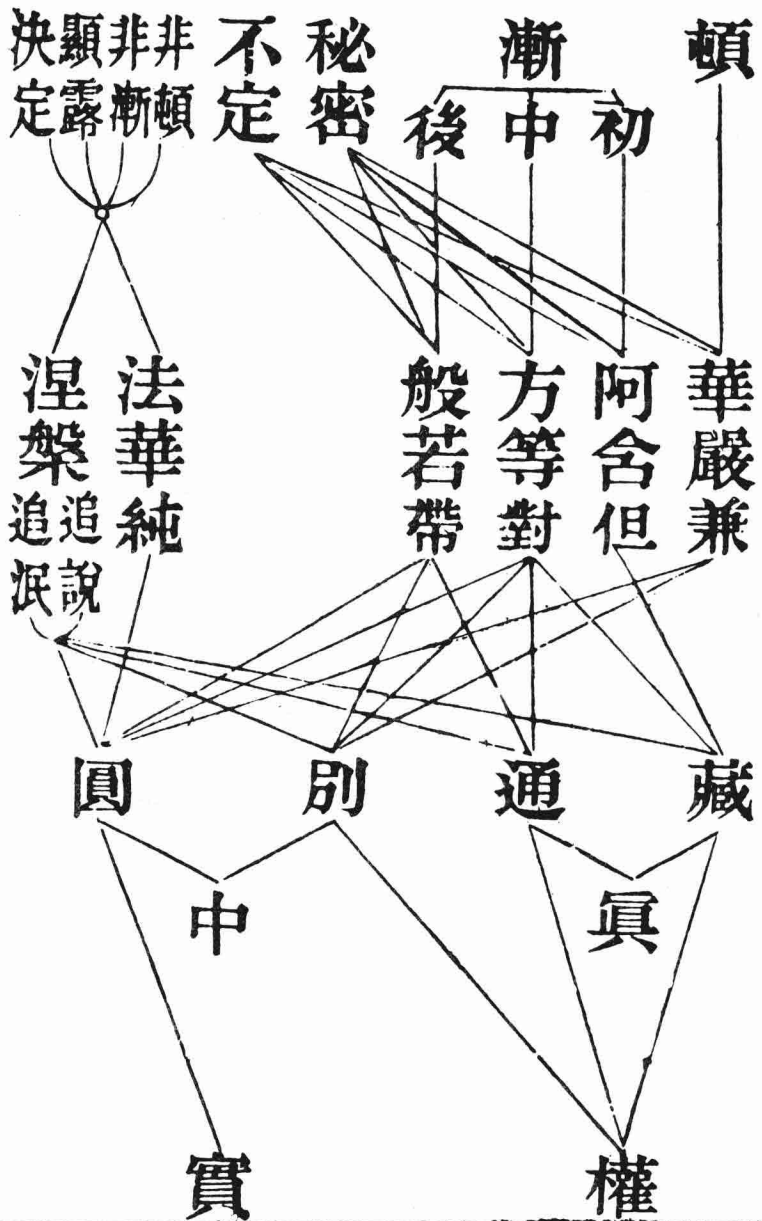 頓
漸
初
中
後
秘密
不定
非頓
非漸
顯露
決定
華嚴兼
阿含但
方等對
般若帶
法華純
涅槃
追說
追泯
藏
通
別
圓
眞
中
權
實